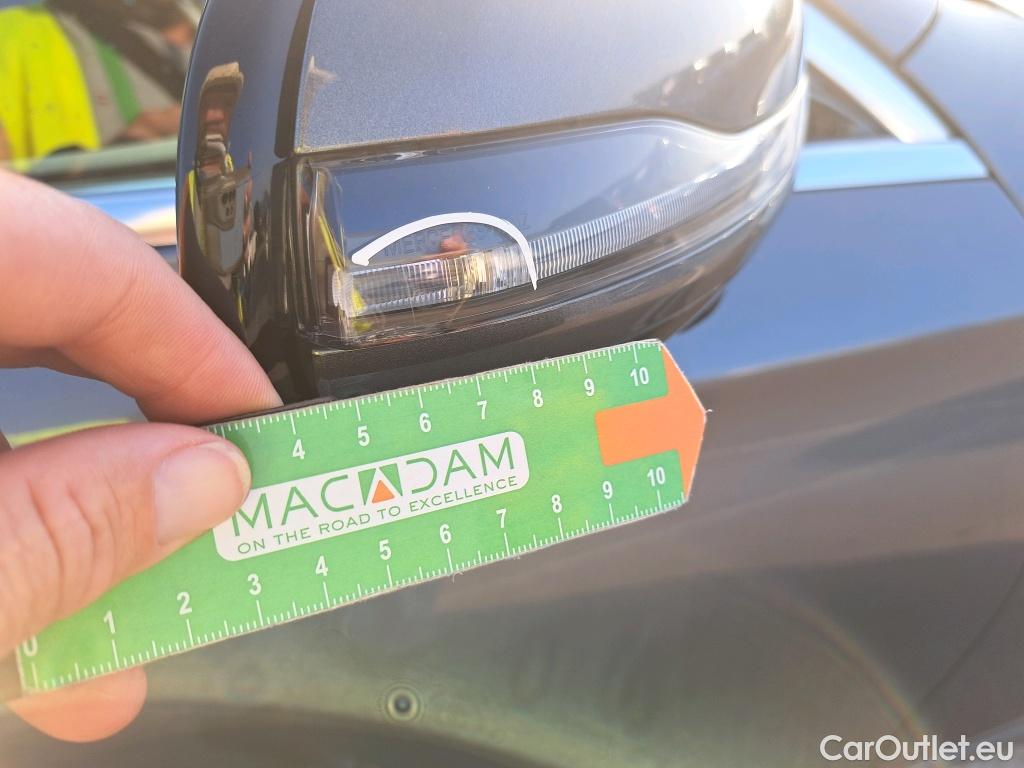 MERCEDES
4 5 6 7 8 9 10
MACADAM
ON THE ROAD TO EXCELLENCE
0 1 2 3 4 5 6 7 8 9 10
CarOutlet.eu